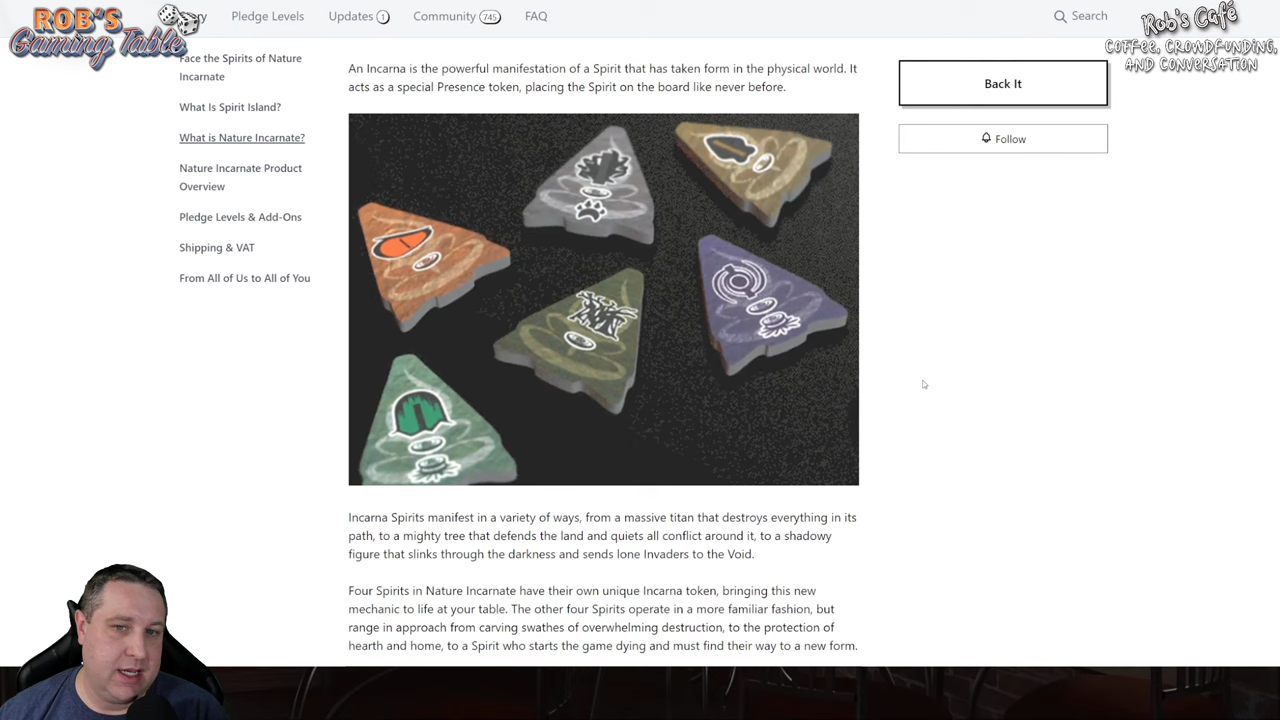 ROB'S
Gaming Table
Pledge Levels
Updates 1
Community 745
FAQ
Search
Rob's Café
COFFEE, CROWDFUNDING,
AND CONVERSATION
Face the Spirits of Nature
Incarnate
What Is Spirit Island?
What is Nature Incarnate?
Nature Incarnate Product
Overview
Pledge Levels & Add-Ons
Shipping & VAT
From All of Us to All of You
An Incarna is the powerful manifestation of a Spirit that has taken form in the physical world. It
acts as a special Presence token, placing the Spirit on the board like never before.
Back It
Follow
Incarna Spirits manifest in a variety of ways, from a massive titan that destroys everything in its
path, to a mighty tree that defends the land and quiets all conflict around it, to a shadowy
figure that slinks through the darkness and sends lone Invaders to the Void.
Four Spirits in Nature Incarnate have their own unique Incarna token, bringing this new
mechanic to life at your table. The other four Spirits operate in a more familiar fashion, but
range in approach from carving swathes of overwhelming destruction, to the protection of
hearth and home, to a Spirit who starts the game dying and must find their way to a new form.